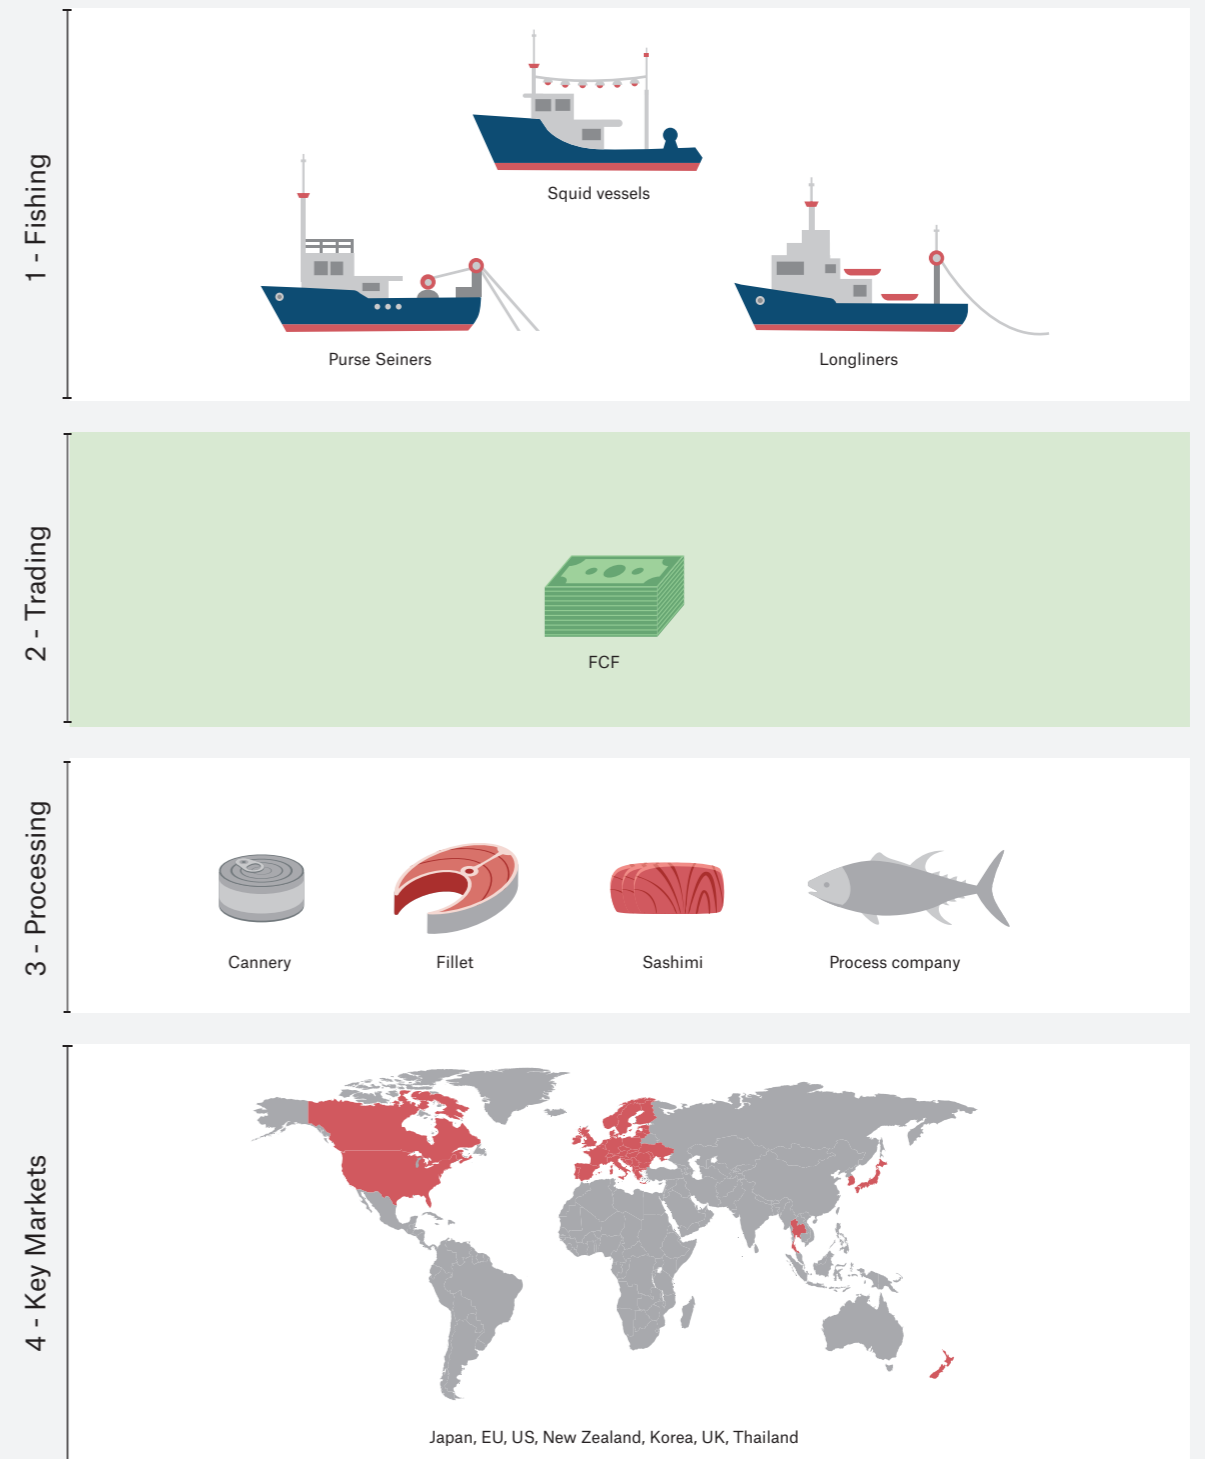 1 - Fishing
Squid vessels
Purse Seiners
Longliners
2 - Trading
FCF
3 - Processing
Cannery
Fillet
Sashimi
Process company
4 - Key Markets
Japan, EU, US, New Zealand, Korea, UK, Thailand